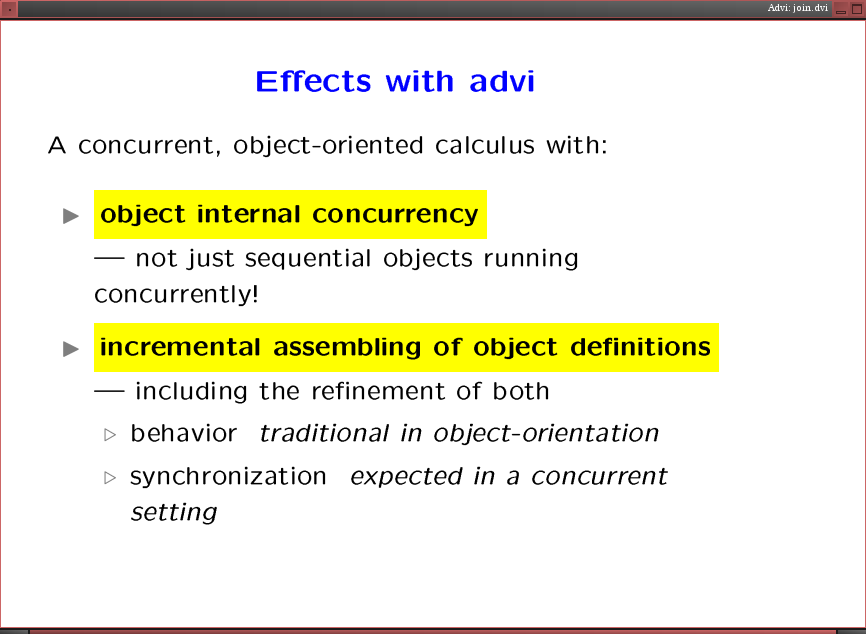 Advi: join.dvi
Effects with advi
A concurrent, object-oriented calculus with:
▶ object internal concurrency
— not just sequential objects running
concurrently!
▶ incremental assembling of object definitions
— including the refinement of both
▷ behavior traditional in object-orientation
▷ synchronization expected in a concurrent
setting